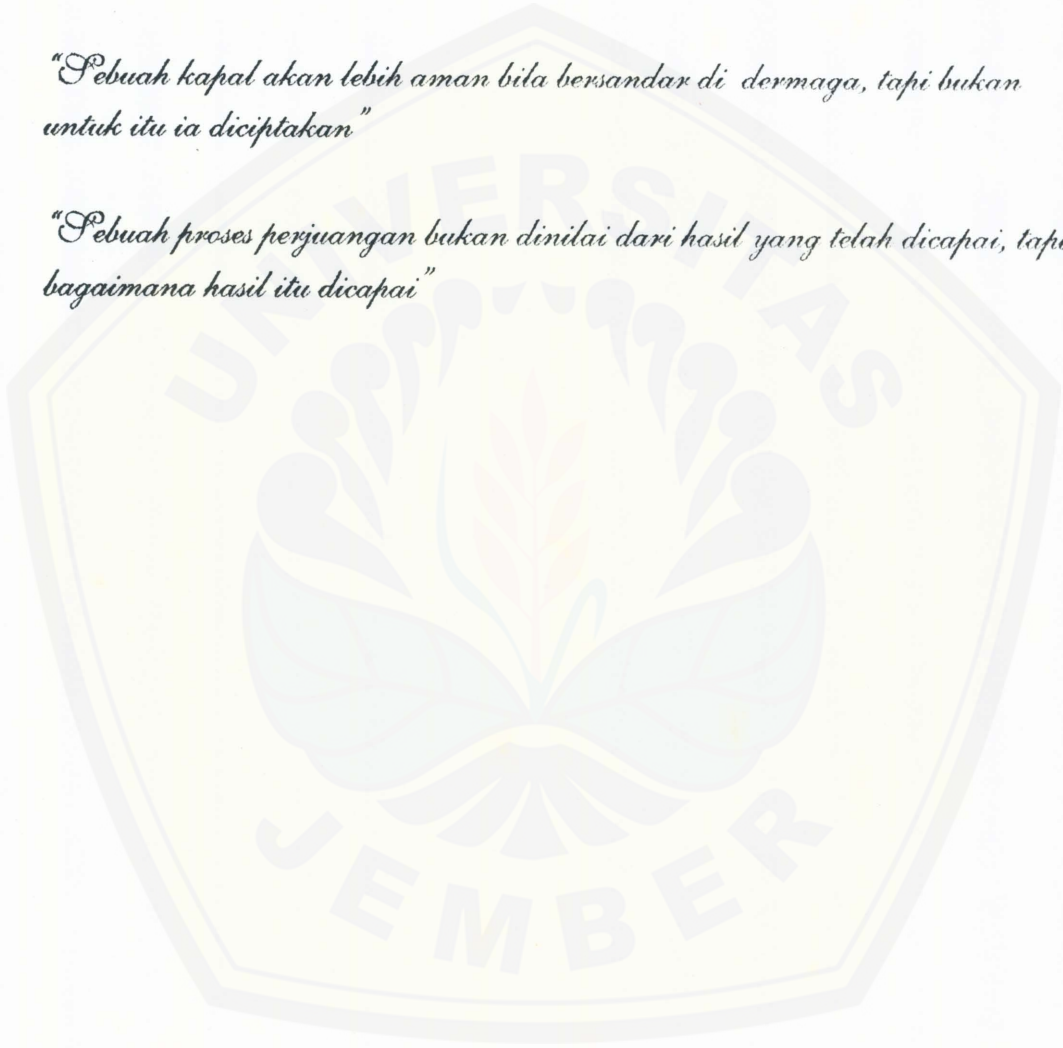 "Sebuah kapal akan lebih aman bila bersandar di dermaga, tapi bukan
untuk itu ia diciptakan"
"Sebuah proses perjuangan bukan dinilai dari hasil yang telah dicapai, tapi
bagaimana hasil itu dicapai"
UNIVERSITAS
JEMBER